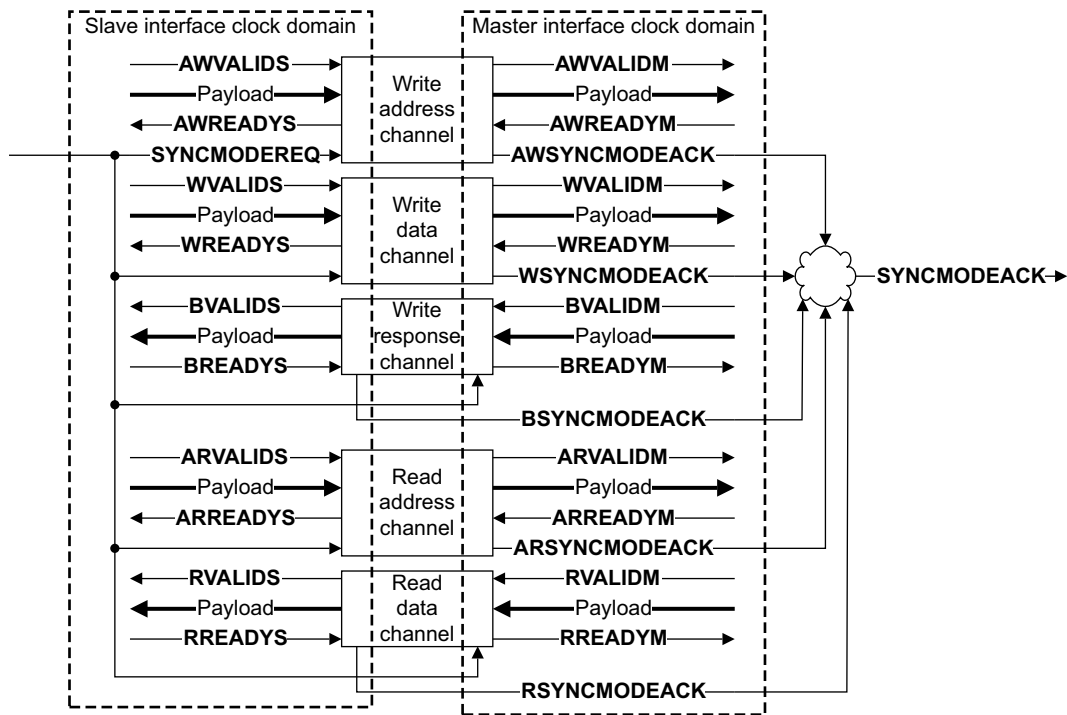 Slave interface clock domain
Master interface clock domain
AWVALIDS
AWVALIDM
Payload
Write
address
channel
Payload
AWREADYS
AWREADYM
SYNCMODEREQ
AWSYNCMODEACK
WVALIDS
WVALIDM
Payload
Write
data
channel
Payload
WREADYS
WREADYM
WSYNCMODEACK
SYNCMODEACK
BVALIDS
BVALIDM
Payload
Write
response
channel
Payload
BREADYS
BREADYM
BSYNCMODEACK
ARVALIDS
ARVALIDM
Payload
Read
address
channel
Payload
ARREADYS
ARREADYM
ARSYNCMODEACK
RVALIDS
RVALIDM
Payload
Read
data
channel
Payload
RREADYS
RREADYM
RSYNCMODEACK